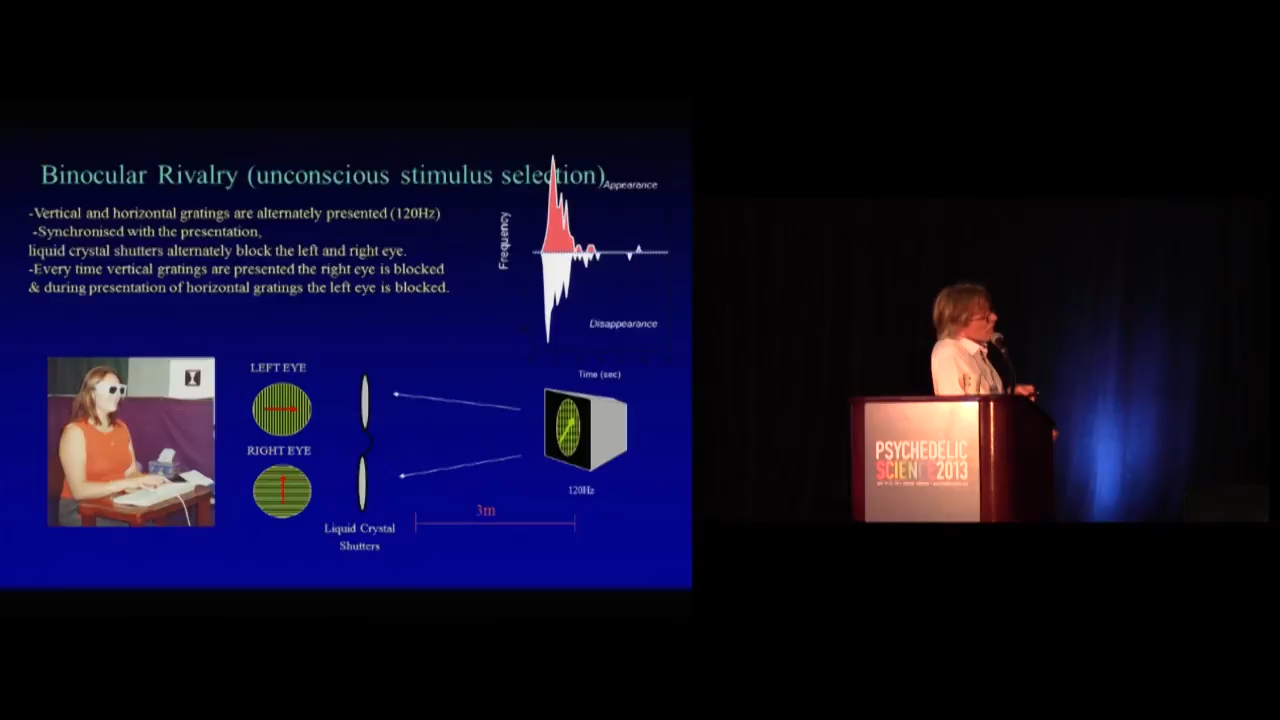 Binocular Rivalry (unconscious stimulus selection)
-Vertical and horizontal gratings are alternately presented (120Hz)
-Synchronised with the presentation,
liquid crystal shutters alternately block the left and right eye.
-Every time vertical gratings are presented the right eye is blocked
& during presentation of horizontal gratings the left eye is blocked.
Appearance
Frequency
Disappearance
Time (sec)
LEFT EYE
RIGHT EYE
Liquid Crystal
Shutters
3m
120Hz
PSYCHEDELIC
SCIENCE 2013